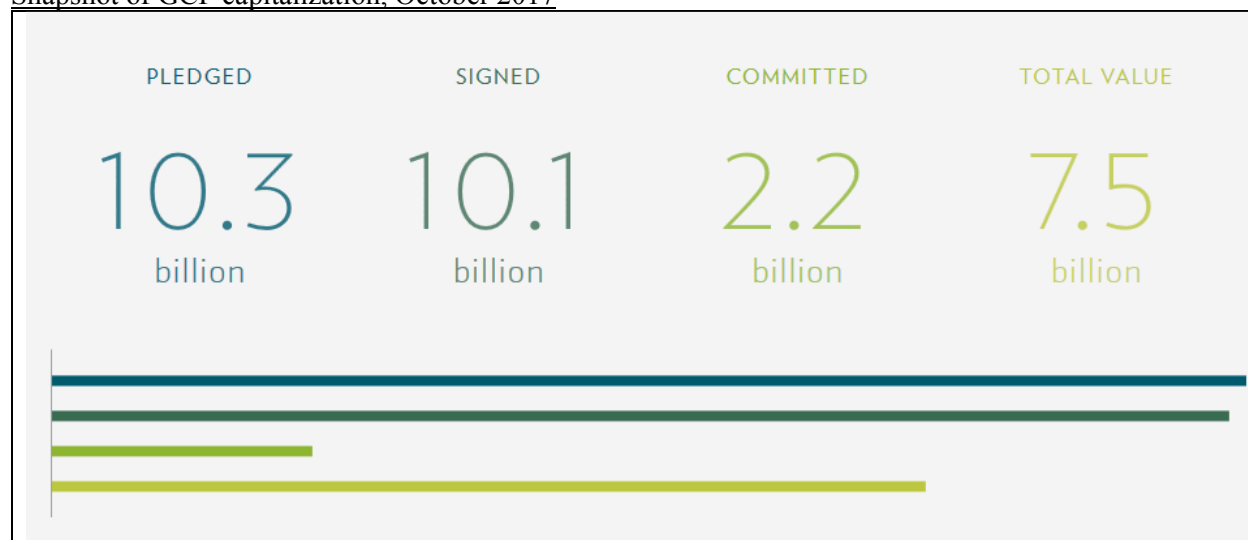 Snapshot of GCF capitalization, October 2017
PLEDGED SIGNED COMMITTED TOTAL VALUE
10.3 10.1 2.2 7.5
billion billion billion billion